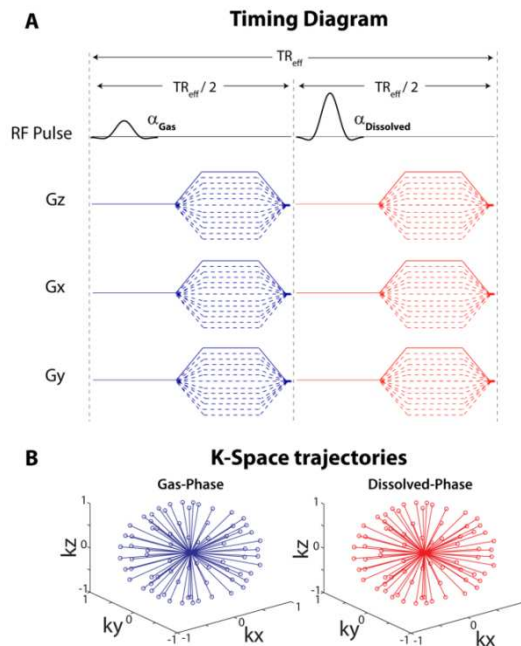 A
Timing Diagram
TReff
TReff / 2
TReff / 2
RF Pulse
αGas
αDissolved
Gz
Gx
Gy
B
K-Space trajectories
Gas-Phase
Dissolved-Phase
1
0
-1
kz
1
0
-1
ky
-1
0
1
kx
1
0
-1
kz
1
0
-1
ky
-1
0
1
kx